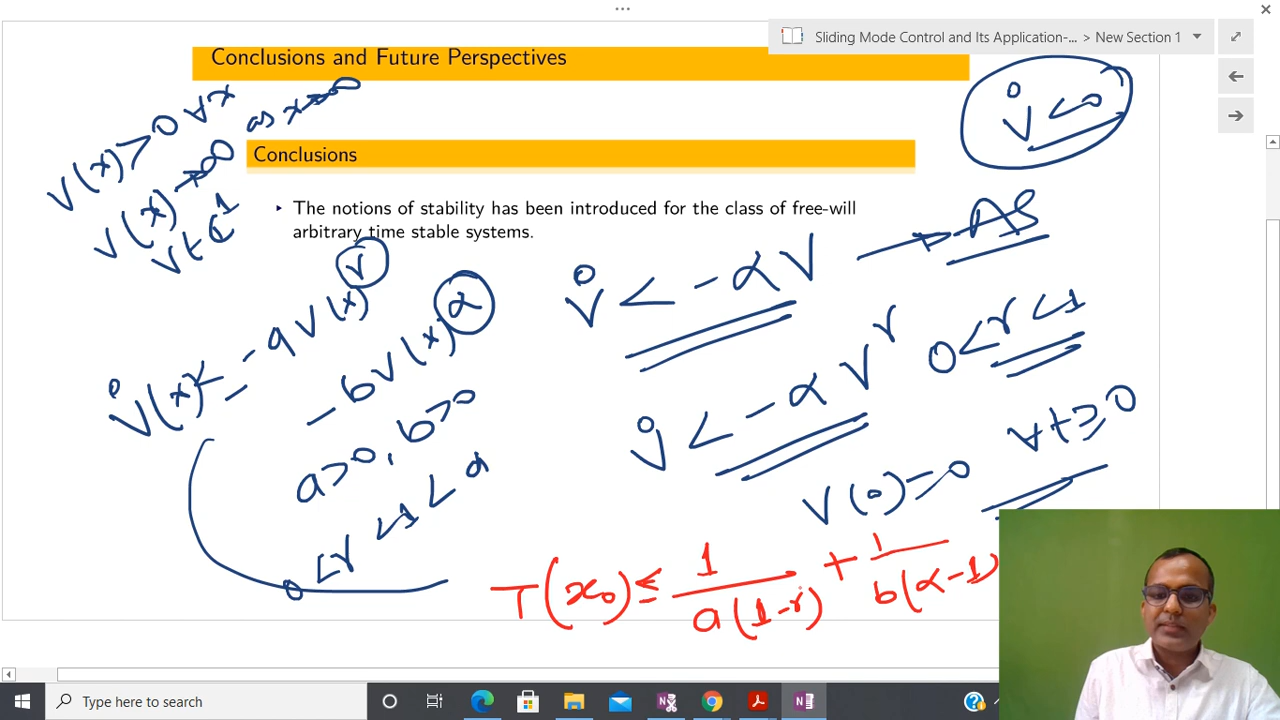 Sliding Mode Control and Its Application-... > New Section 1
Conclusions and Future Perspectives
V(x) > 0 ∀x
V(x) → ∞ as x→∞
V ∈ C¹
V̇ < 0
Conclusions
The notions of stability has been introduced for the class of free-will
arbitrary time stable systems.
V̇ < -αV → AS
V̇(x) ≤ -aV(x)^r
-bV(x)^α
a>0, b>0
0<r<1<α
V̇ < -αV^r 0<r<1
V(0)=0 ∀t≥0
T(x₀) ≤ 1/a(1-r) + 1/b(α-1)
Type here to search